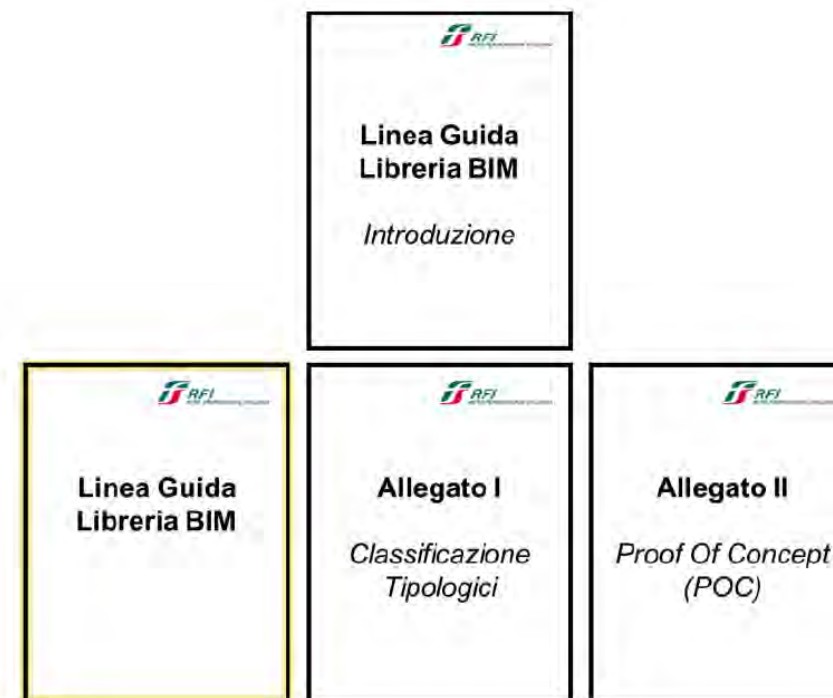 RFI
Linea Guida
Libreria BIM
Introduzione
RFI
Linea Guida
Libreria BIM
RFI
Allegato I
Classificazione
Tipologici
RFI
Allegato II
Proof Of Concept
(POC)